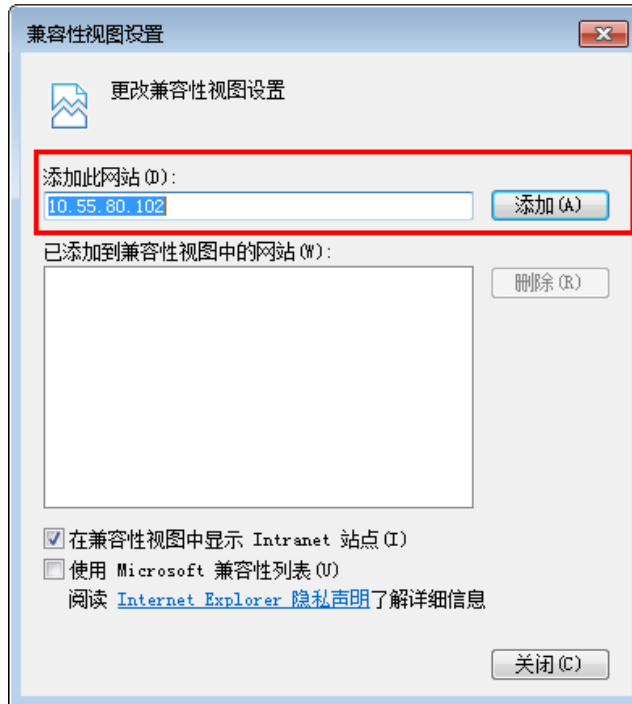 兼容性视图设置
更改兼容性视图设置
添加此网站(D):
10.55.80.102
添加(A)
已添加到兼容性视图中的网站(W):
删除(R)
在兼容性视图中显示 Intranet 站点(I)
使用 Microsoft 兼容性列表(U)
阅读 Internet Explorer 隐私声明了解详细信息
关闭(C)